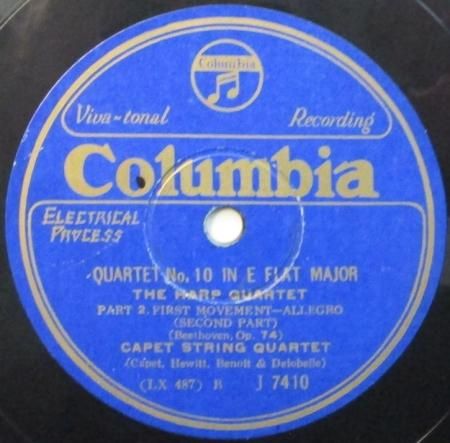 Columbia
Viva-tonal Recording
Columbia
ELECTRICAL
PROCESS
QUARTET No. 10 IN E FLAT MAJOR
THE HARP QUARTET
PART 2. FIRST MOVEMENT—ALLEGRO
(SECOND PART)
(Beethoven, Op. 74)
CAPET STRING QUARTET
(Capet, Hewitt, Benoit & Delobelle)
(LX 487) B J 7410